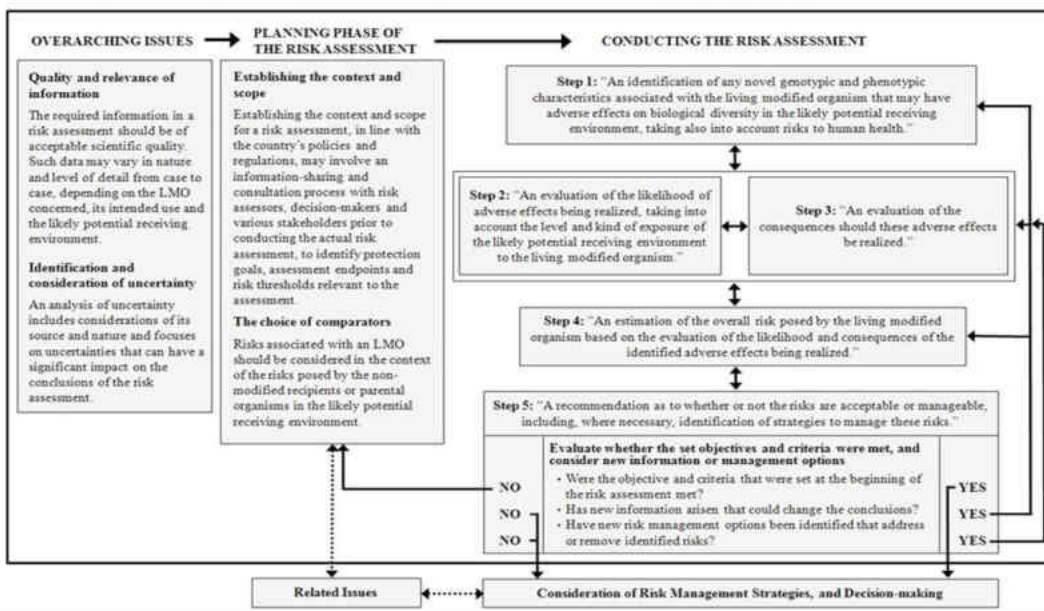 OVERARCHING ISSUES
PLANNING PHASE OF
THE RISK ASSESSMENT
CONDUCTING THE RISK ASSESSMENT
Quality and relevance of
information
The required information in a
risk assessment should be of
acceptable scientific quality.
Such data may vary in nature
and level of detail from case to
case, depending on the LMO
concerned, its intended use and
the likely potential receiving
environment.
Identification and
consideration of uncertainty
An analysis of uncertainty
includes considerations of its
source and nature and focuses
on uncertainties that can have a
significant impact on the
conclusions of the risk
assessment.
Establishing the context and
scope
Establishing the context and scope
for a risk assessment, in line with
the country's policies and
regulations, may involve an
information-sharing and
consultation process with risk
assessors, decision-makers and
various stakeholders prior to
conducting the actual risk
assessment, to identify protection
goals, assessment endpoints and
risk thresholds relevant to the
assessment.
The choice of comparators
Risks associated with an LMO
should be considered in the context
of the risks posed by the non-
modified recipients or parental
organisms in the likely potential
receiving environment.
Step 1: “An identification of any novel genotypic and phenotypic
characteristics associated with the living modified organism that may have
adverse effects on biological diversity in the likely potential receiving
environment, taking also into account risks to human health.”
Step 2: “An evaluation of the likelihood of
adverse effects being realized, taking into
account the level and kind of exposure of
the likely potential receiving environment
to the living modified organism.”
Step 3: “An evaluation of the
consequences should these adverse effects
be realized.”
Step 4: “An estimation of the overall risk posed by the living modified
organism based on the evaluation of the likelihood and consequences of the
identified adverse effects being realized.”
Step 5: “A recommendation as to whether or not the risks are acceptable or manageable,
including, where necessary, identification of strategies to manage these risks.”
Evaluate whether the set objectives and criteria were met, and
consider new information or management options
NO
• Were the objective and criteria that were set at the beginning of
the risk assessment met?
YES
NO
• Has new information arisen that could change the conclusions?
YES
NO
• Have new risk management options been identified that address
or remove identified risks?
YES
Related Issues
Consideration of Risk Management Strategies, and Decision-making